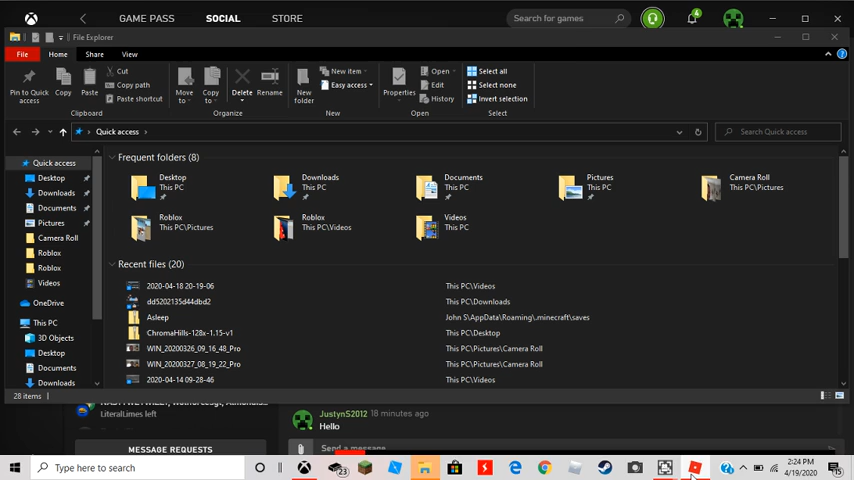 GAME PASS SOCIAL STORE Search for games 4
File Explorer
File Home Share View
Pin to Quick access Copy Paste Cut Copy path Paste shortcut Move to Copy to Delete Rename New folder New item Easy access Properties Open Edit History Select all Select none Invert selection
Clipboard Organize New Open Select
Quick access Search Quick access
Quick access
Desktop
Downloads
Documents
Pictures
Camera Roll
Roblox
Roblox
Videos
OneDrive
This PC
3D Objects
Desktop
Documents
Downloads
Frequent folders (8)
Desktop
This PC
Downloads
This PC
Documents
This PC
Pictures
This PC
Camera Roll
This PC\Pictures
Roblox
This PC\Pictures
Roblox
This PC\Videos
Videos
This PC
Recent files (20)
2020-04-18 20-19-06 This PC\Videos
dd5202135d44dbd2 This PC\Downloads
Asleep John S\AppData\Roaming\.minecraft\saves
ChromaHills-128x-1.15-v1 This PC\Desktop
WIN_20200326_09_16_48_Pro This PC\Pictures\Camera Roll
WIN_20200327_08_19_22_Pro This PC\Pictures\Camera Roll
2020-04-14 09-28-46 This PC\Videos
28 items
LiteralLimes left
MESSAGE REQUESTS
JustynS2012 18 minutes ago
Hello
Send a message
Type here to search 23 2:24 PM
4/19/2020 15